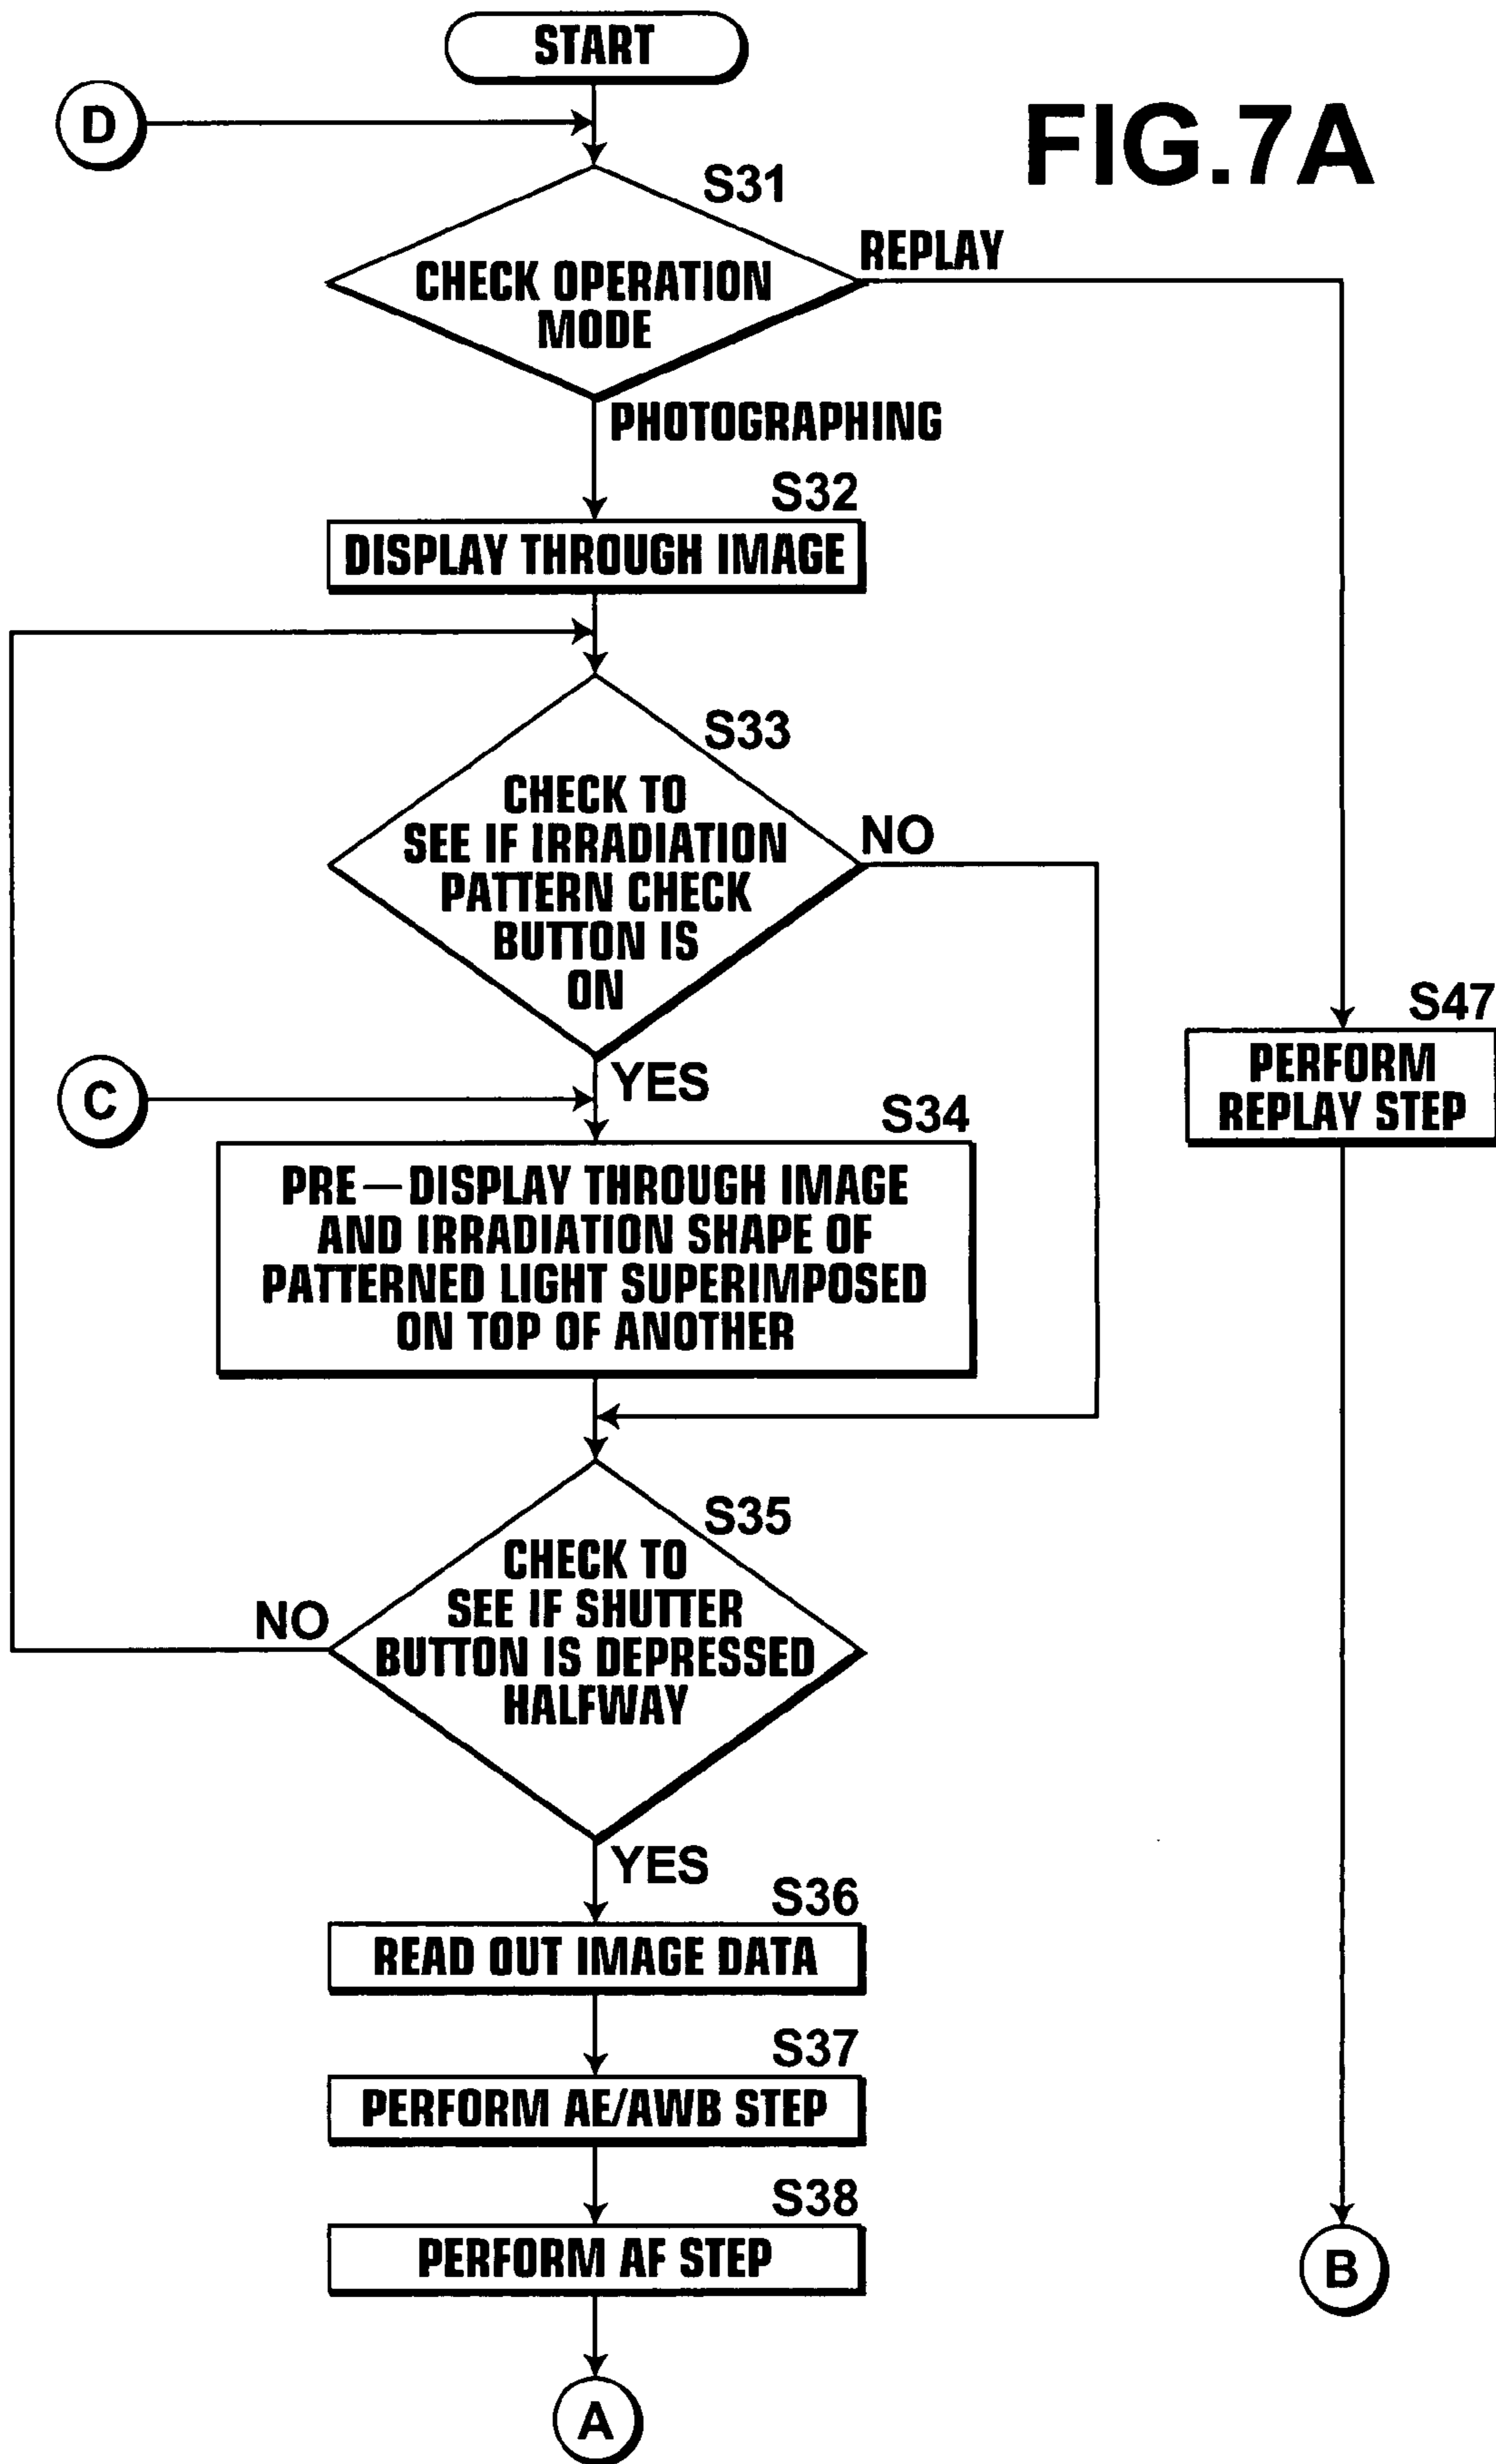 START
D
FIG.7A
S31
REPLAY
CHECK OPERATION
MODE
PHOTOGRAPHING
S32
DISPLAY THROUGH IMAGE
S33
CHECK TO
SEE IF IRRADIATION
PATTERN CHECK
BUTTON IS
ON
NO
YES
C
S34
PRE—DISPLAY THROUGH IMAGE
AND IRRADIATION SHAPE OF
PATTERNED LIGHT SUPERIMPOSED
ON TOP OF ANOTHER
S47
PERFORM
REPLAY STEP
S35
CHECK TO
SEE IF SHUTTER
BUTTON IS DEPRESSED
HALFWAY
NO
YES
S36
READ OUT IMAGE DATA
S37
PERFORM AE/AWB STEP
S38
PERFORM AF STEP
B
A